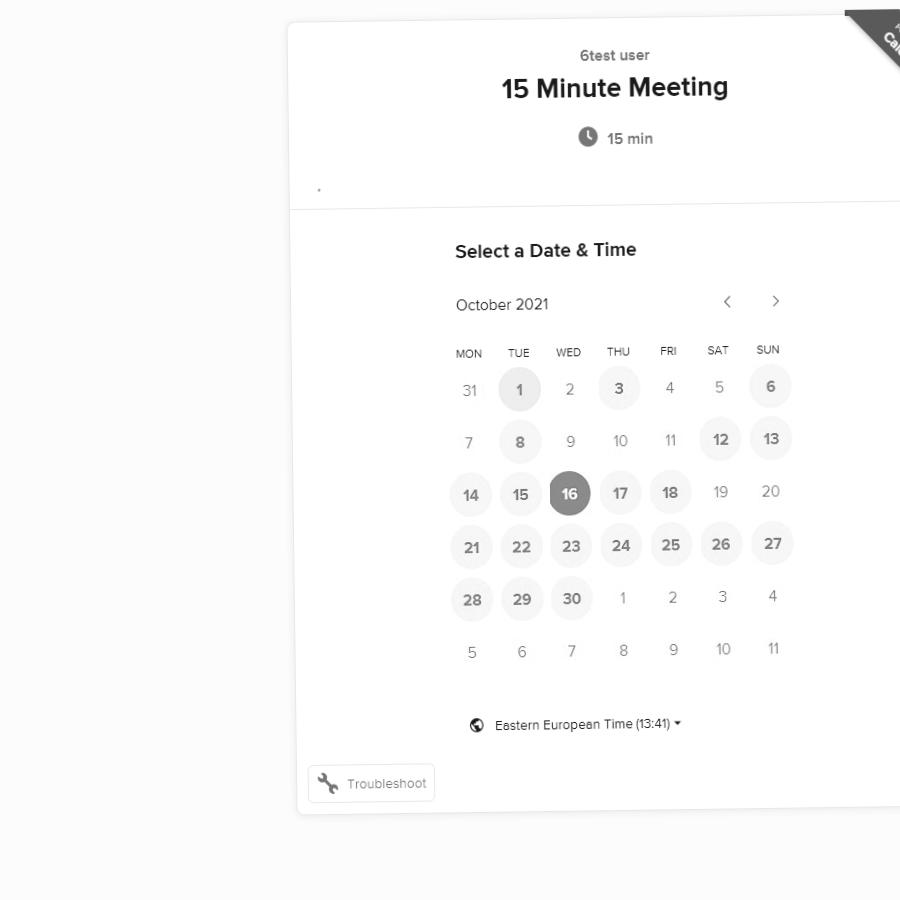 6test user
15 Minute Meeting
15 min
Select a Date & Time
October 2021
MON TUE WED THU FRI SAT SUN
31 1 2 3 4 5 6
7 8 9 10 11 12 13
14 15 16 17 18 19 20
21 22 23 24 25 26 27
28 29 30 1 2 3 4
5 6 7 8 9 10 11
Eastern European Time (13:41)
Troubleshoot